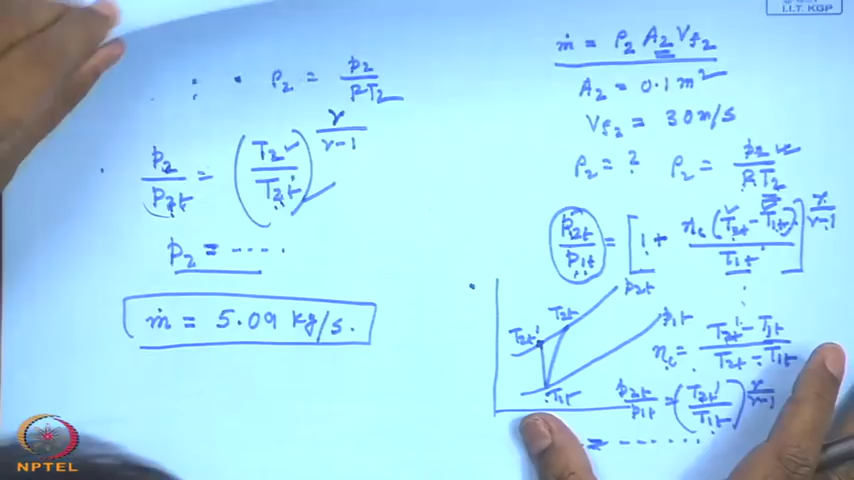 I.I.T. KGP
ρ2 = p2/RT2
p2/p2t = (T2/T2t)^(γ/(γ-1))
p2 = ----
ṁ = 5.09 kg/s.
ṁ = ρ2 A2 Vf2
A2 = 0.1 m²
Vf2 = 30 m/s
ρ2 = ? ρ2 = p2/RT2
p2t/p1t = [1 + ηc (T2t - T1t)/T1t]^(γ/(γ-1))
p2t
T2t
T2t' p1t
T1t
ηc = (T2t' - T1t)/(T2t - T1t)
p2t/p1t = (T2t'/T1t)^(γ/(γ-1))
= ------
NPTEL